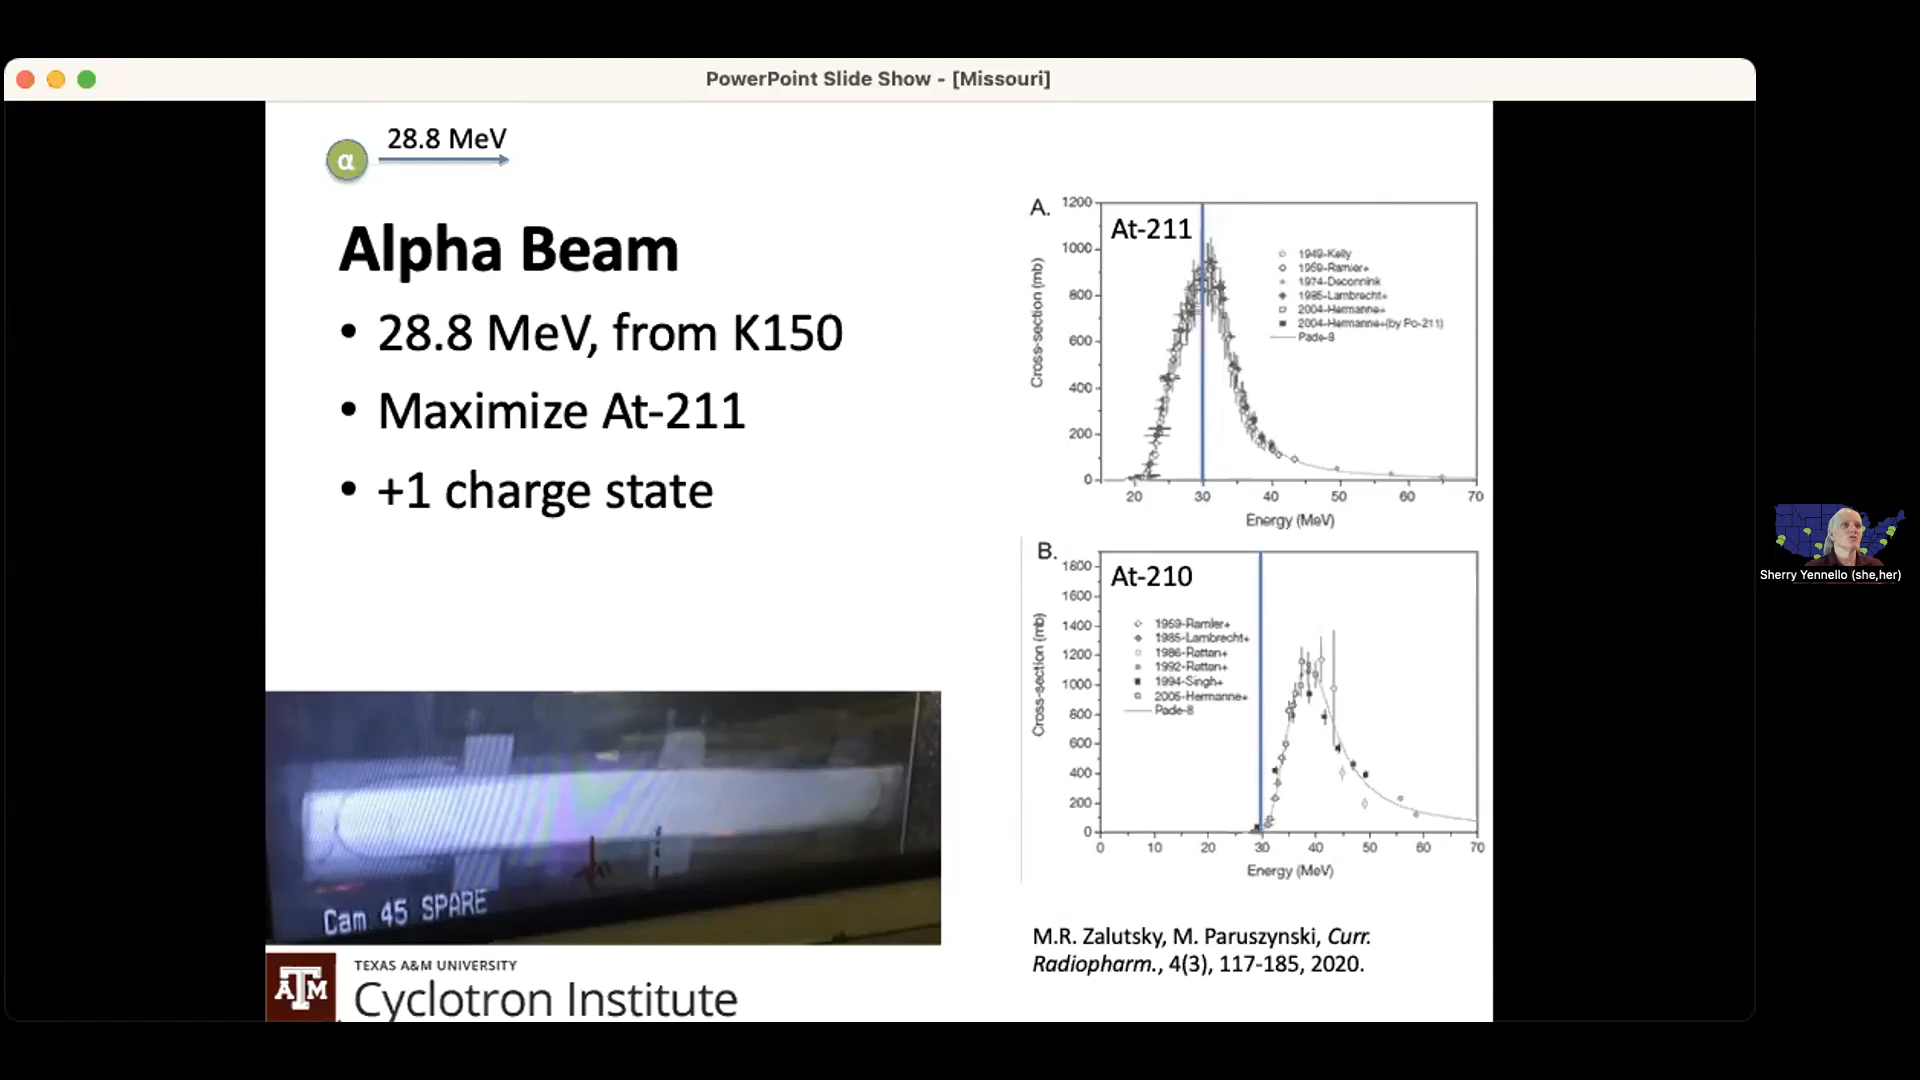 PowerPoint Slide Show - [Missouri]
α
28.8 MeV
Alpha Beam
• 28.8 MeV, from K150
• Maximize At-211
• +1 charge state
A.
At-211
Cross-section (mb)
1200
1000
800
600
400
200
0
1949-Kelly
1959-Ramler+
1974-Deconnink
1985-Lambrecht+
2004-Hermanne+
2004-Hermanne+(by Po-211)
Pade-8
20 30 40 50 60 70
Energy (MeV)
B.
At-210
Cross-section (mb)
1800
1600
1400
1200
1000
800
600
400
200
0
1959-Ramler+
1985-Lambrecht+
1986-Rattan+
1992-Rattan+
1994-Singh+
2005-Hermanne+
Pade-8
0 10 20 30 40 50 60 70
Energy (MeV)
Cam 45 SPARE
M.R. Zalutsky, M. Paruszynski, Curr.
Radiopharm., 4(3), 117-185, 2020.
ATM
TEXAS A&M UNIVERSITY
Cyclotron Institute
Sherry Yennello (she,her)